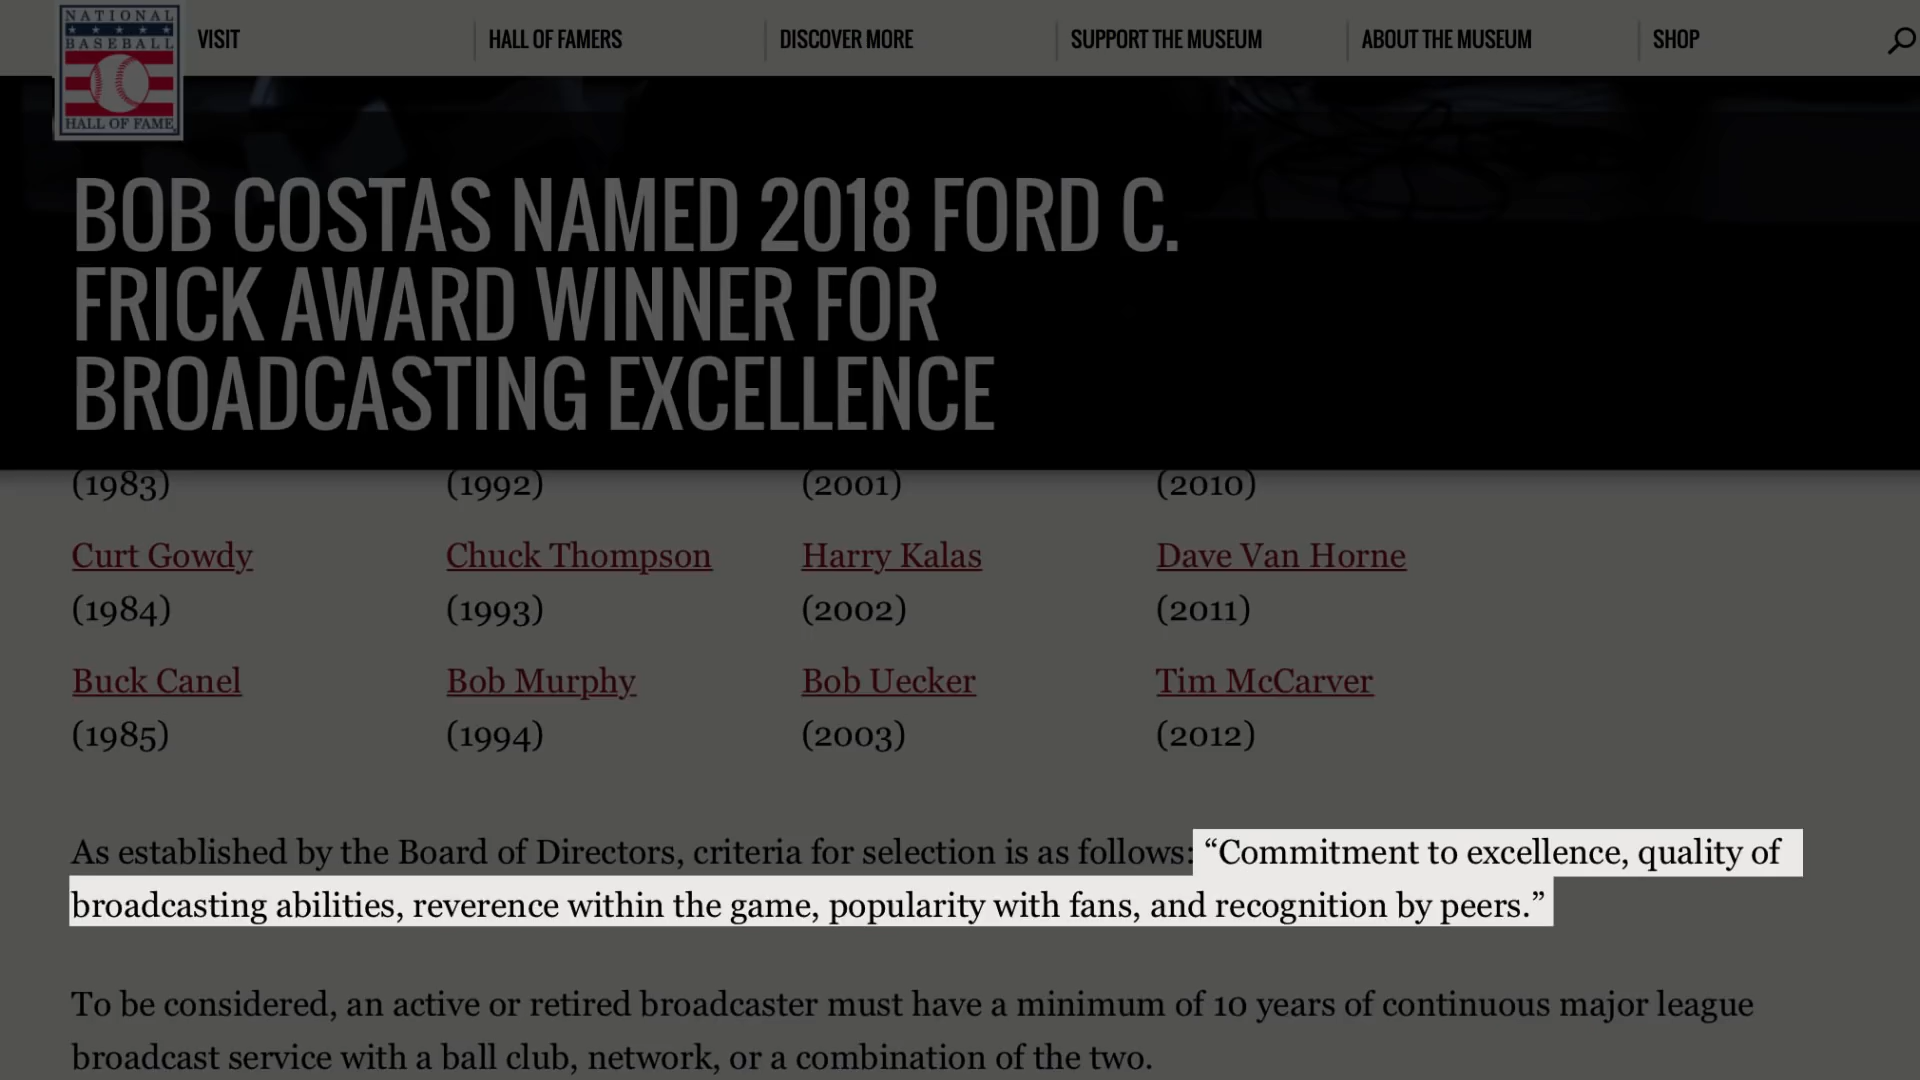 NATIONAL
BASEBALL
HALL OF FAME
VISIT
HALL OF FAMERS
DISCOVER MORE
SUPPORT THE MUSEUM
ABOUT THE MUSEUM
SHOP
BOB COSTAS NAMED 2018 FORD C.
FRICK AWARD WINNER FOR
BROADCASTING EXCELLENCE
(1983) (1992) (2001) (2010)
Curt Gowdy Chuck Thompson Harry Kalas Dave Van Horne
(1984) (1993) (2002) (2011)
Buck Canel Bob Murphy Bob Uecker Tim McCarver
(1985) (1994) (2003) (2012)
As established by the Board of Directors, criteria for selection is as follows: “Commitment to excellence, quality of
broadcasting abilities, reverence within the game, popularity with fans, and recognition by peers.”
To be considered, an active or retired broadcaster must have a minimum of 10 years of continuous major league
broadcast service with a ball club, network, or a combination of the two.